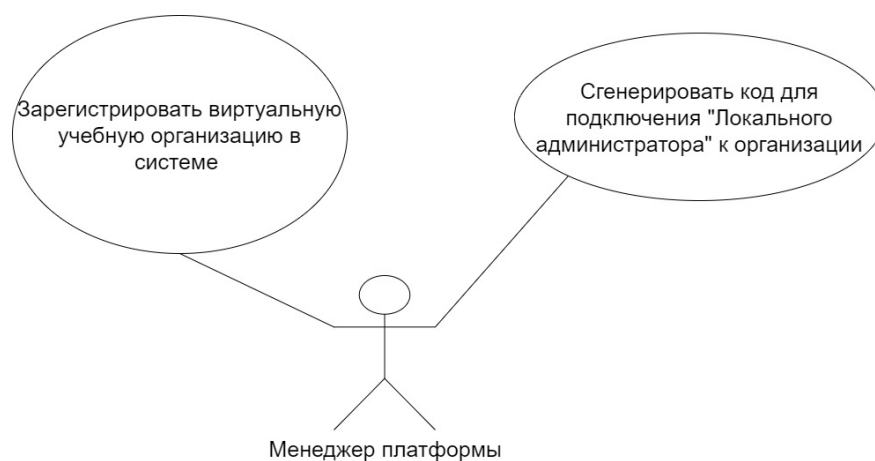 Зарегистрировать виртуальную
учебную организацию в
системе
Сгенерировать код для
подключения "Локального
администратора" к организации
Менеджер платформы